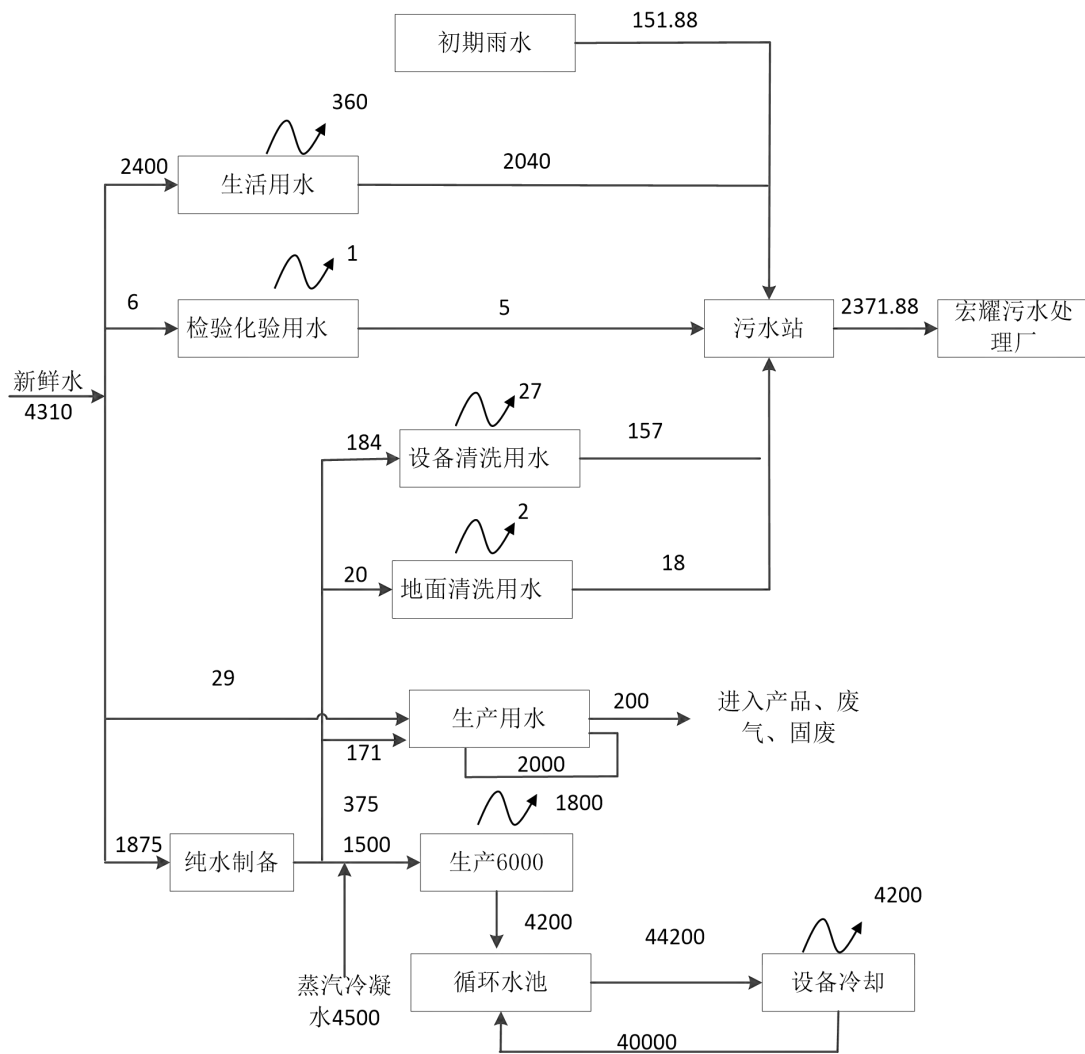 151.88
初期雨水
360
2400
生活用水
2040
1
6
检验化验用水
5
污水站
2371.88
宏耀污水处
理厂
新鲜水
4310
27
184
设备清洗用水
157
2
20
地面清洗用水
18
29
生产用水
200
进入产品、废
气、固废
171
2000
375
1800
1875
纯水制备
1500
生产6000
4200
蒸汽冷凝
水4500
循环水池
44200
4200
设备冷却
40000